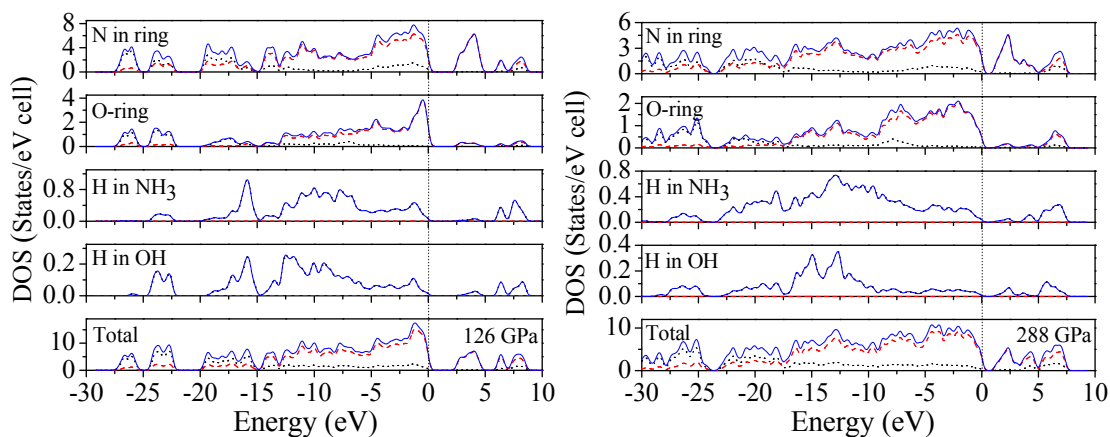 DOS (States/eV cell)
8
4
0
N in ring
4
2
0
O-ring
0.8
0.4
0.0
H in NH3
0.2
0.0
H in OH
10
0
Total
126 GPa
-30 -25 -20 -15 -10 -5 0 5 10
Energy (eV)
DOS (States/eV cell)
6
3
0
N in ring
2
1
0
O-ring
0.8
0.4
0.0
H in NH3
0.4
0.2
0.0
H in OH
10
5
0
Total
288 GPa
-30 -25 -20 -15 -10 -5 0 5 10
Energy (eV)